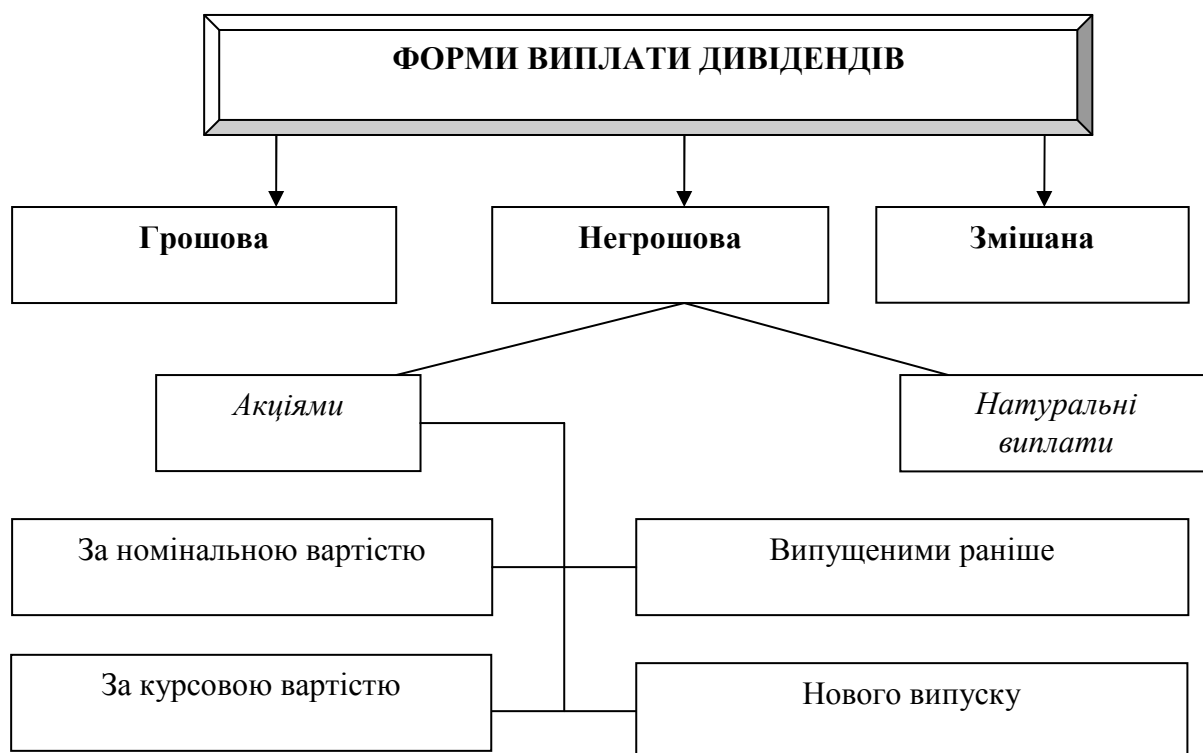 ФОРМИ ВИПЛАТИ ДИВІДЕНДІВ
Грошова
Негрошова
Змішана
Акціями
Натуральні
виплати
За номінальною вартістю
Випущеними раніше
За курсовою вартістю
Нового випуску